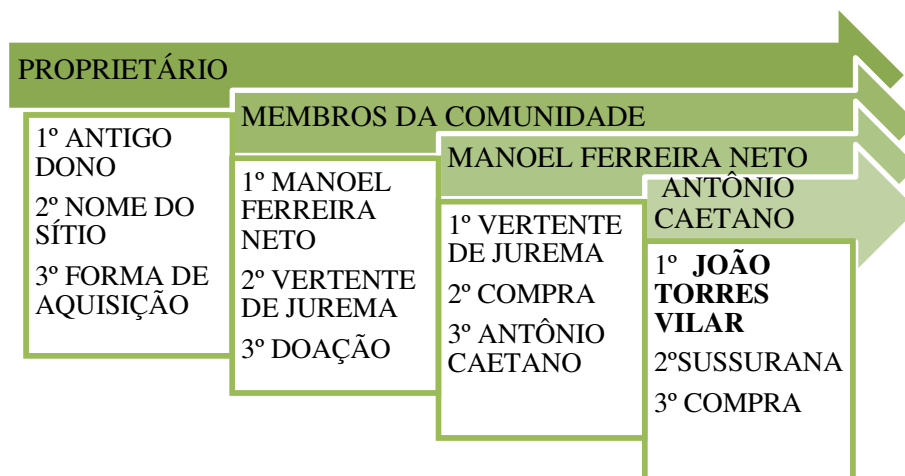 PROPRIETÁRIO
1º ANTIGO
DONO
2º NOME DO
SÍTIO
3º FORMA DE
AQUISIÇÃO
MEMBROS DA COMUNIDADE
1º MANOEL
FERREIRA
NETO
2º VERTENTE
DE JUREMA
3º DOAÇÃO
MANOEL FERREIRA NETO
1º VERTENTE
DE JUREMA
2º COMPRA
3º ANTÔNIO
CAETANO
ANTÔNIO
CAETANO
1º JOÃO
TORRES
VILAR
2ºSUSSURANA
3º COMPRA